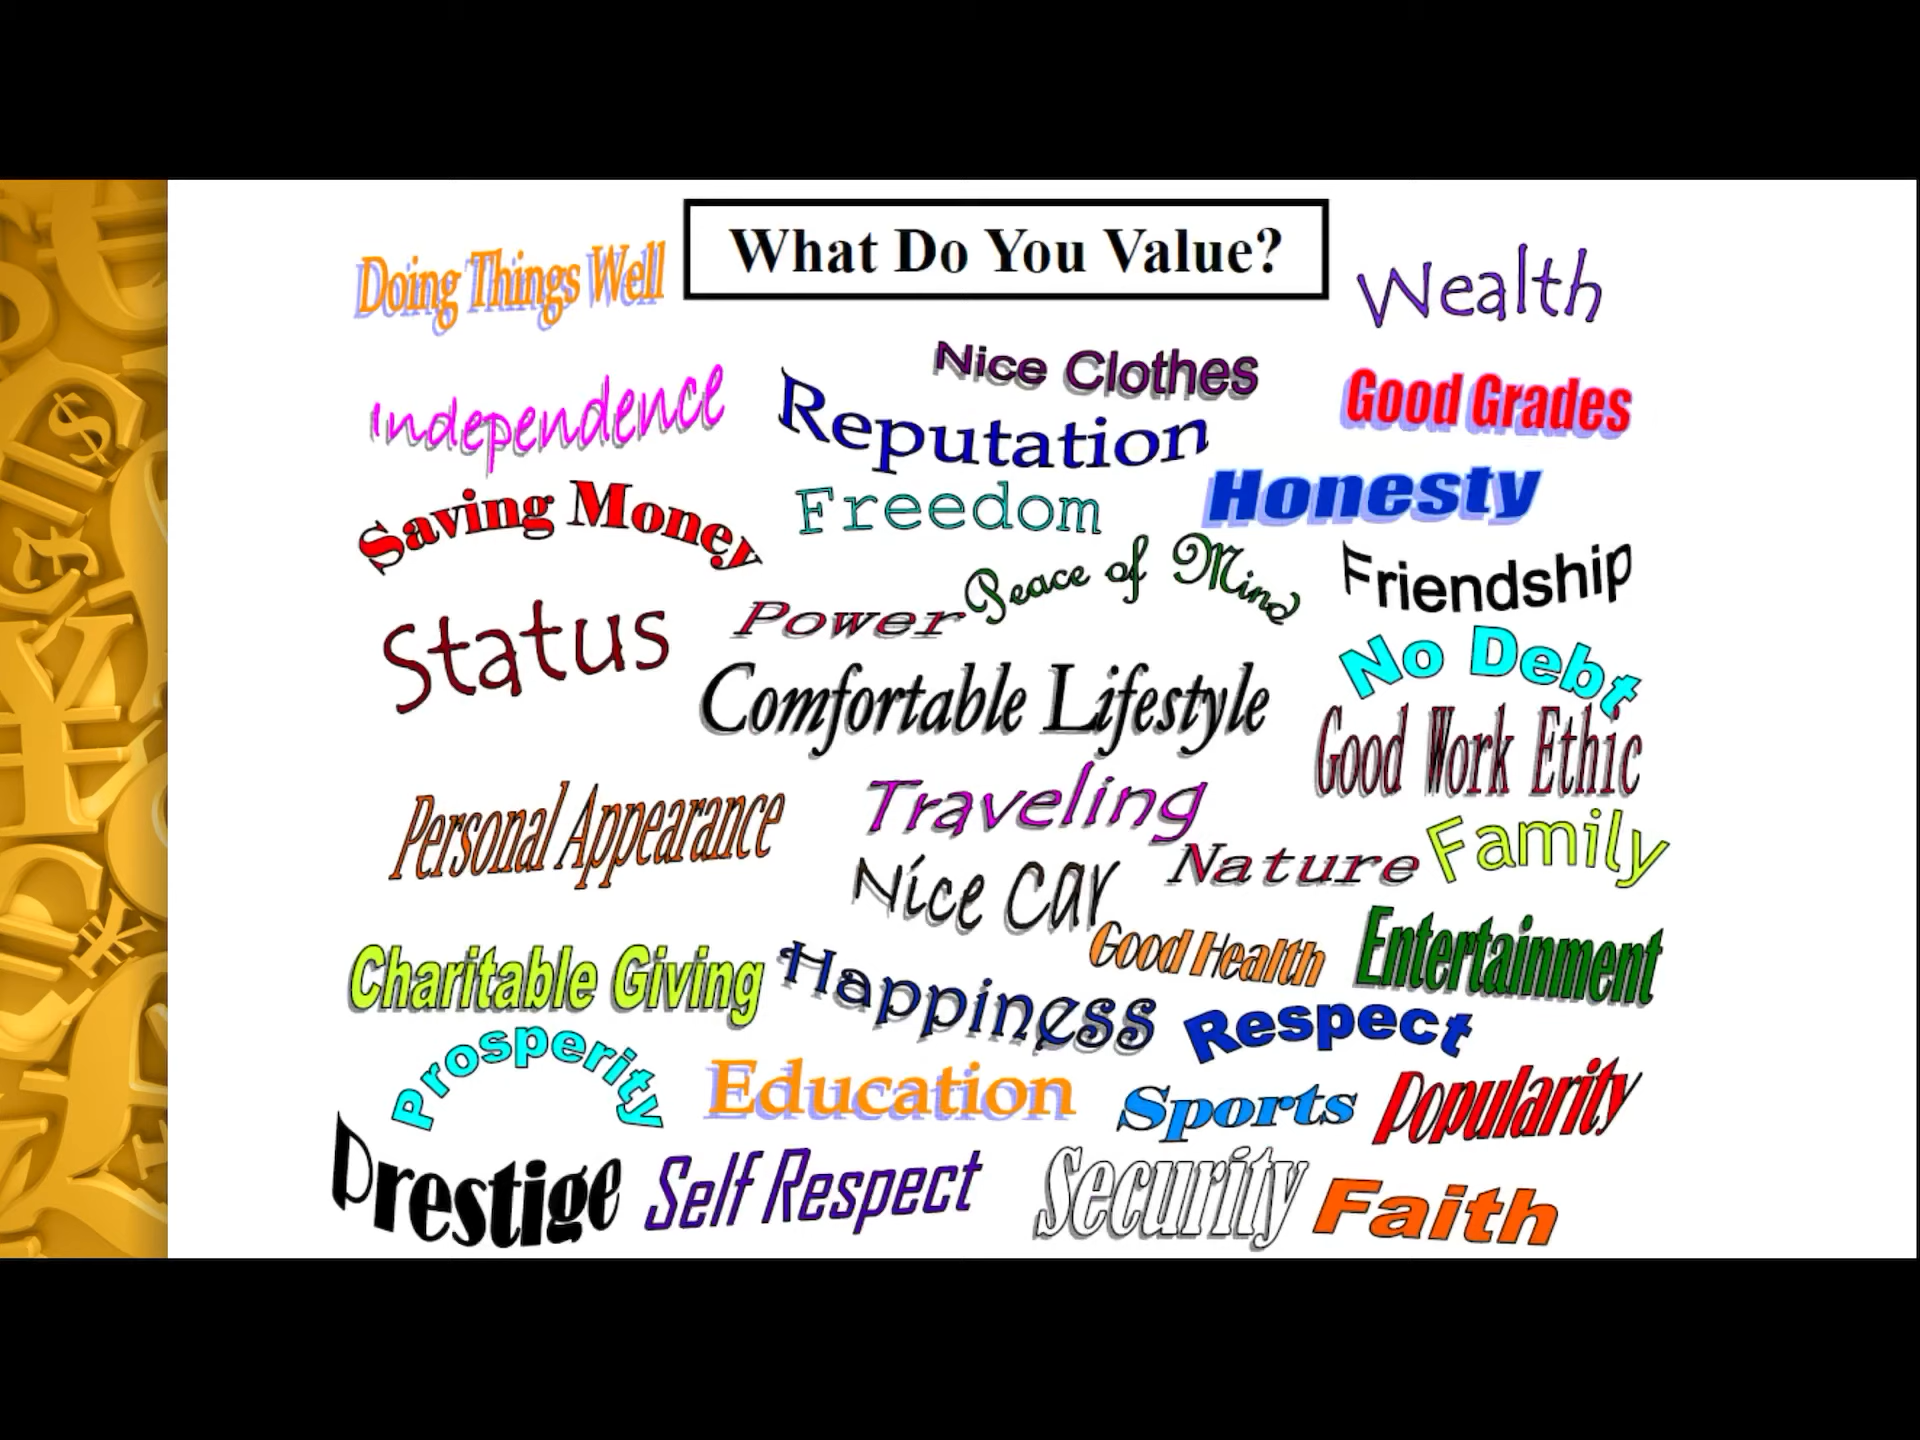 What Do You Value?
Doing Things Well
Wealth
Nice Clothes
Independence
Reputation
Good Grades
Saving Money
Freedom
Honesty
Peace of Mind
Friendship
Status
Power
No Debt
Comfortable Lifestyle
Good Work Ethic
Personal Appearance
Traveling
Nature
Family
Nice Car
Good Health
Entertainment
Charitable Giving
Happiness
Respect
Prosperity
Education
Sports
Popularity
Prestige
Self Respect
Security
Faith